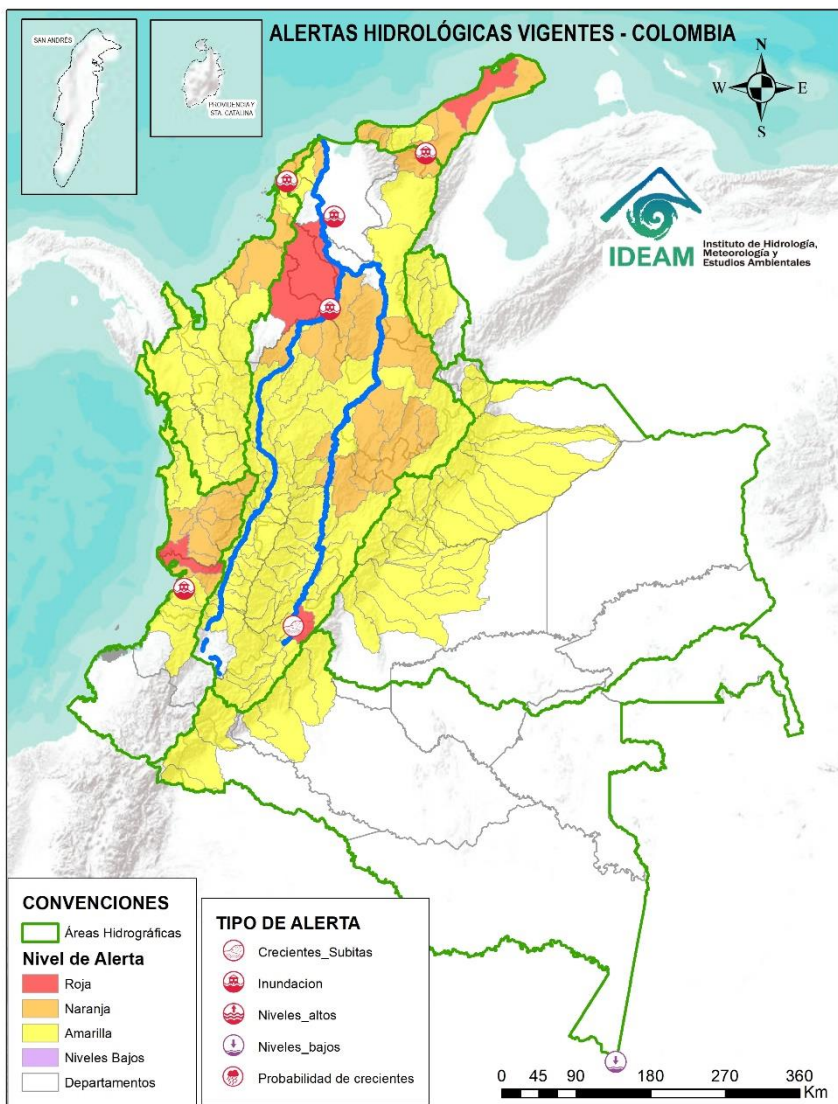 SAN ANDRÉS
PROVIDENCIA Y
STA. CATALINA
ALERTAS HIDROLÓGICAS VIGENTES - COLOMBIA
N
W
E
S
IDEAM
Instituto de Hidrología,
Meteorología y
Estudios Ambientales
CONVENCIONES
Áreas Hidrográficas
Nivel de Alerta
Roja
Naranja
Amarilla
Niveles Bajos
Departamentos
TIPO DE ALERTA
Crecientes_Subitas
Inundacion
Niveles_altos
Niveles_bajos
Probabilidad de crecientes
0 45 90 180 270 360
Km